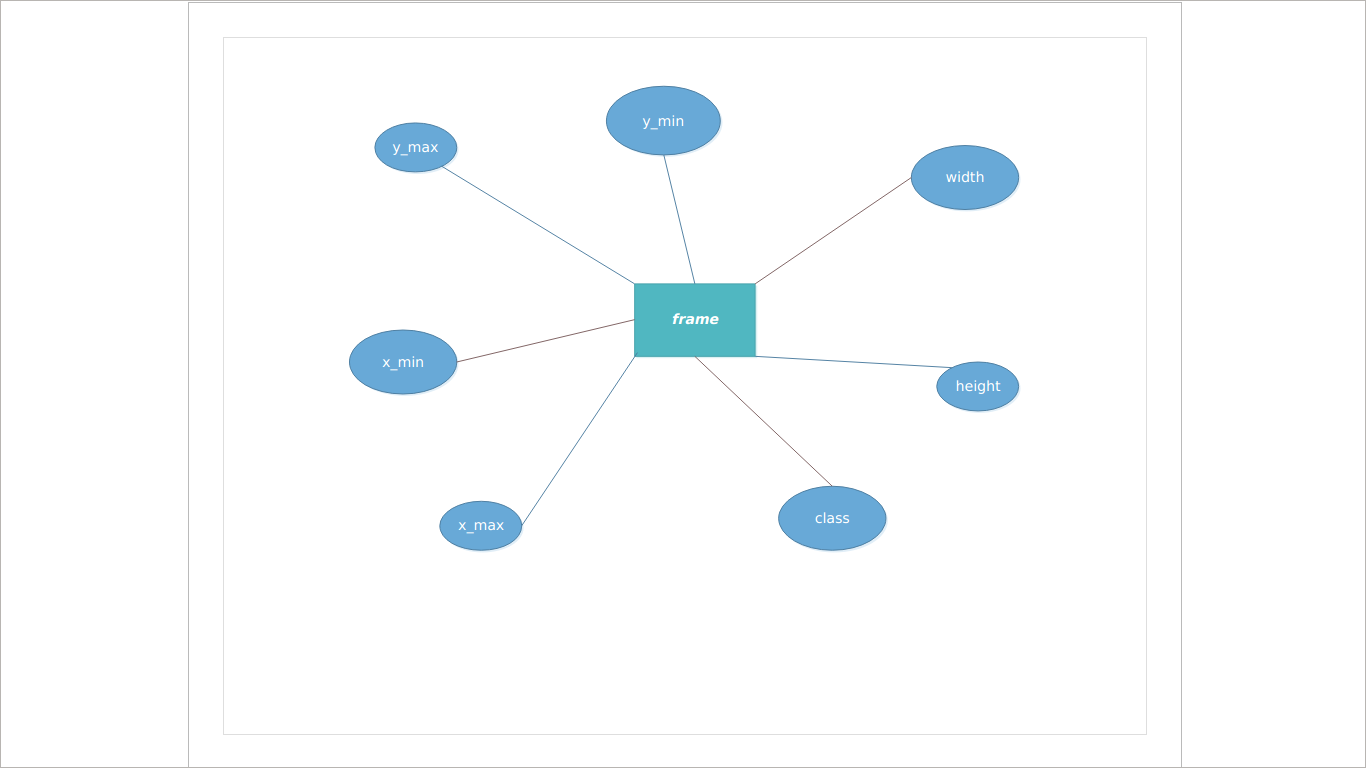 y_min
y_max
width
frame
x_min
height
class
x_max